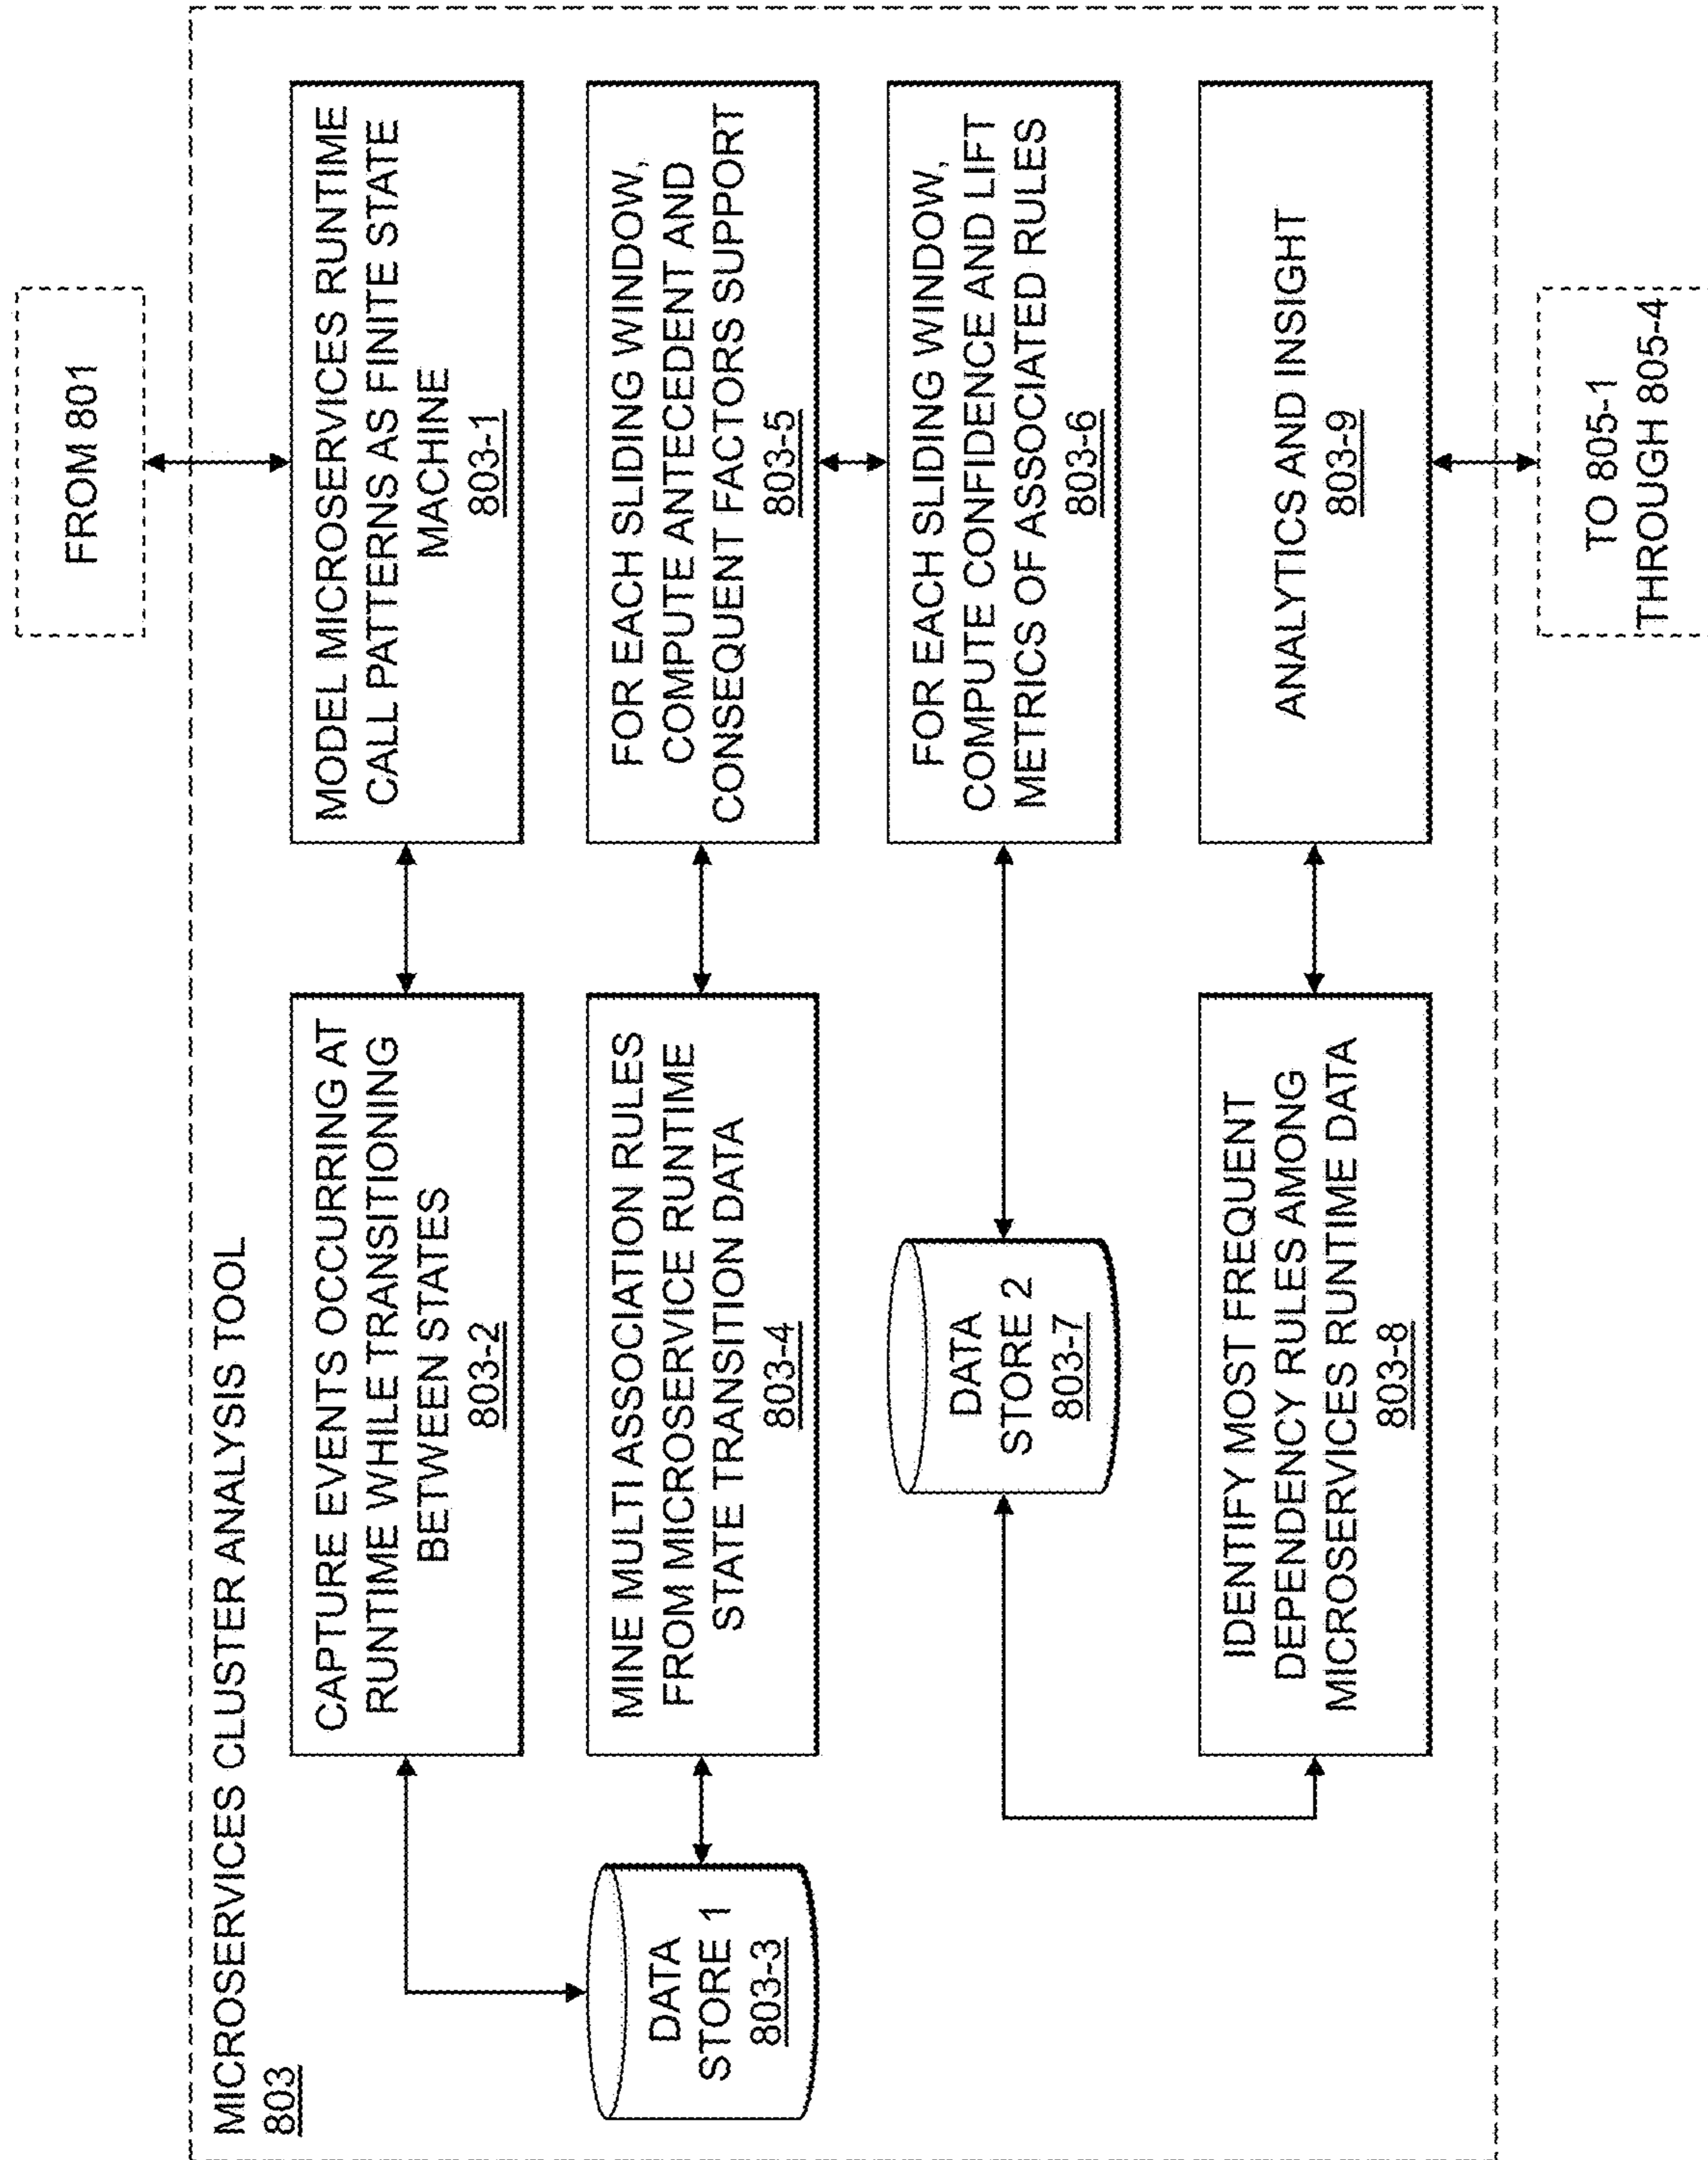 MICROSERVICES CLUSTER ANALYSIS TOOL
803
FROM 801
MODEL MICROSERVICES RUNTIME
CALL PATTERNS AS FINITE STATE
MACHINE
803-1
CAPTURE EVENTS OCCURRING AT
RUNTIME WHILE TRANSITIONING
BETWEEN STATES
803-2
DATA
STORE 1
803-3
MINE MULTI ASSOCIATION RULES
FROM MICROSERVICE RUNTIME
STATE TRANSITION DATA
803-4
FOR EACH SLIDING WINDOW,
COMPUTE ANTECEDENT AND
CONSEQUENT FACTORS SUPPORT
803-5
FOR EACH SLIDING WINDOW,
COMPUTE CONFIDENCE AND LIFT
METRICS OF ASSOCIATED RULES
803-6
DATA
STORE 2
803-7
IDENTIFY MOST FREQUENT
DEPENDENCY RULES AMONG
MICROSERVICES RUNTIME DATA
803-8
ANALYTICS AND INSIGHT
803-9
TO 805-1
THROUGH 805-4